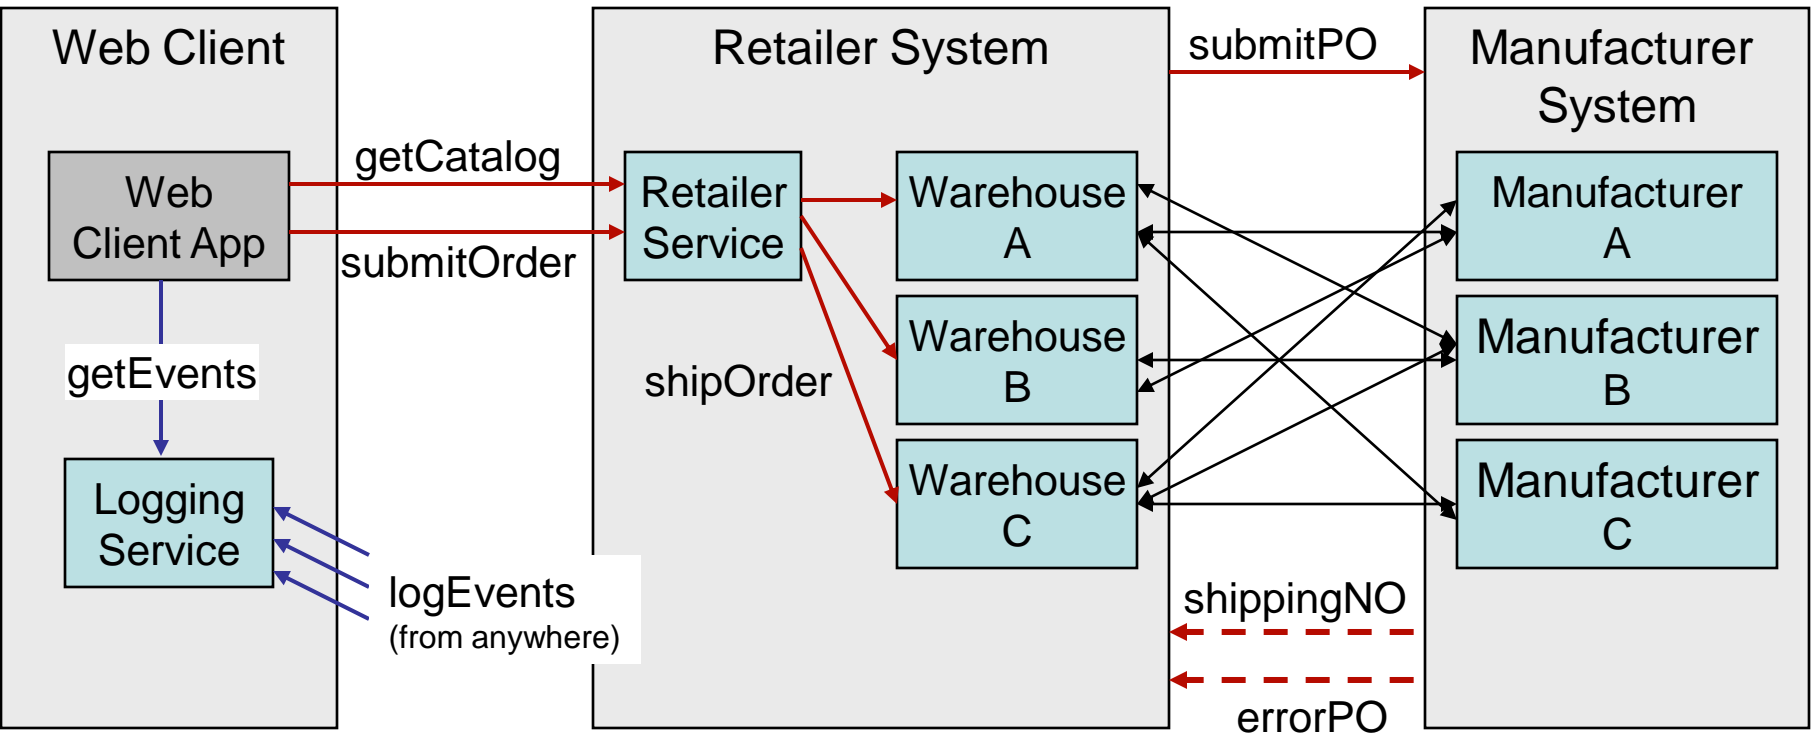 Web Client
Web
Client App
getEvents
Logging
Service
logEvents
(from anywhere)
getCatalog
submitOrder
Retailer System
Retailer
Service
shipOrder
Warehouse
A
Warehouse
B
Warehouse
C
submitPO
shippingNO
errorPO
Manufacturer
System
Manufacturer
A
Manufacturer
B
Manufacturer
C